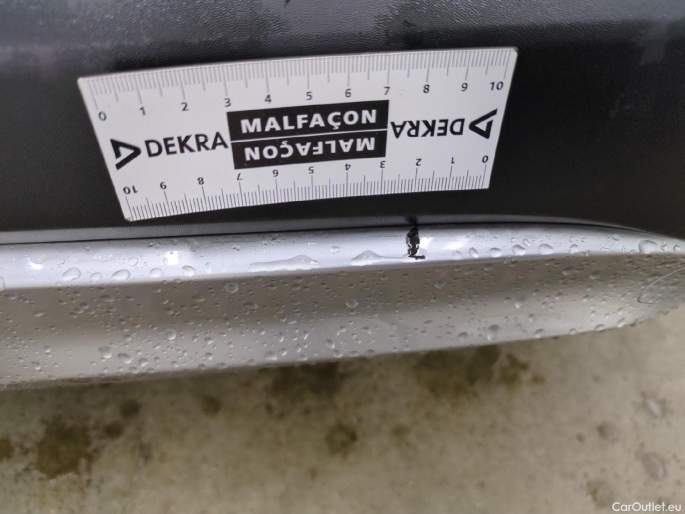 0 1 2 3 4 5 6 7 8 9 10
DEKRA MALFAÇON DEKRA
MALFAÇON
10 9 8 7 6 5 4 3 2 1 0
CarOutlet.eu